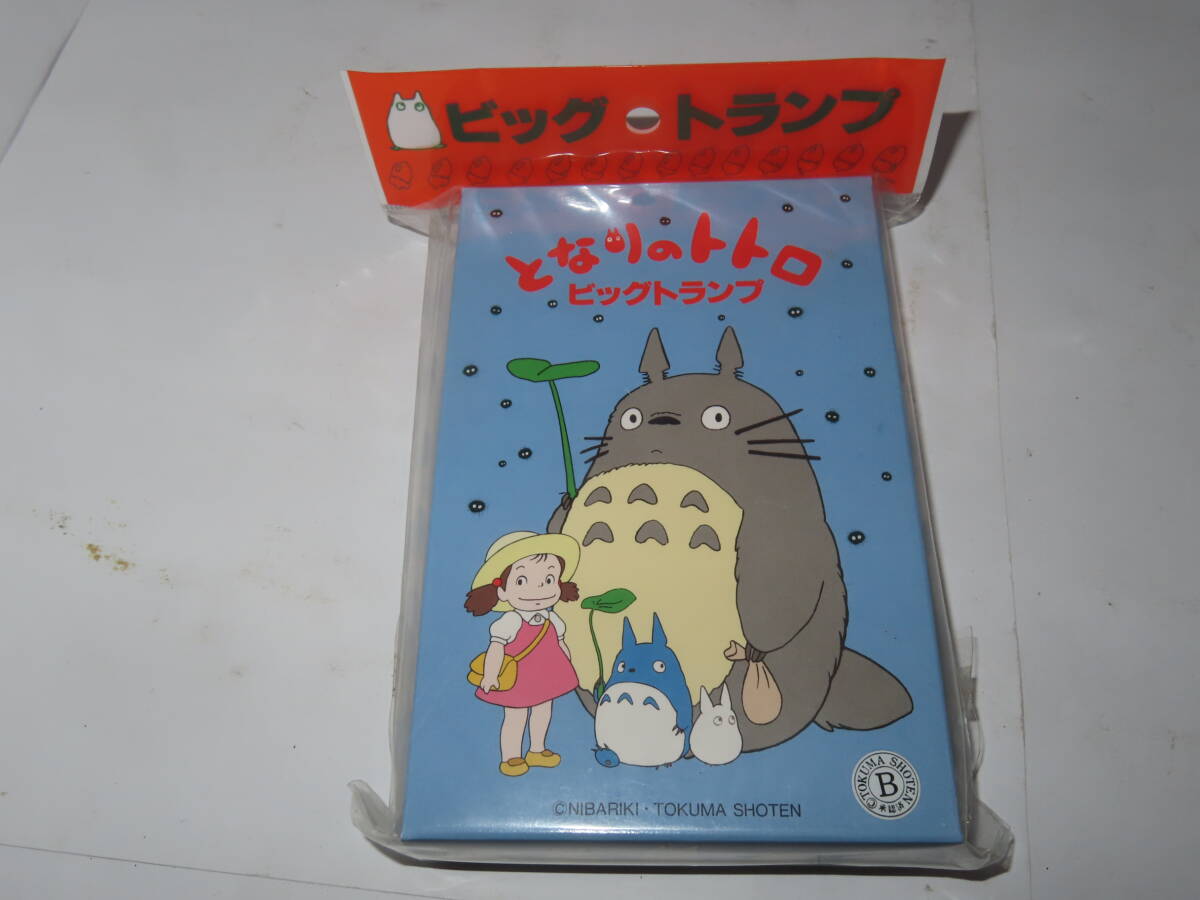 ビッグ トランプ
となりのトトロ
ビッグトランプ
©NIBARIKI・TOKUMA SHOTEN
©TOKUMA SHOTEN
B